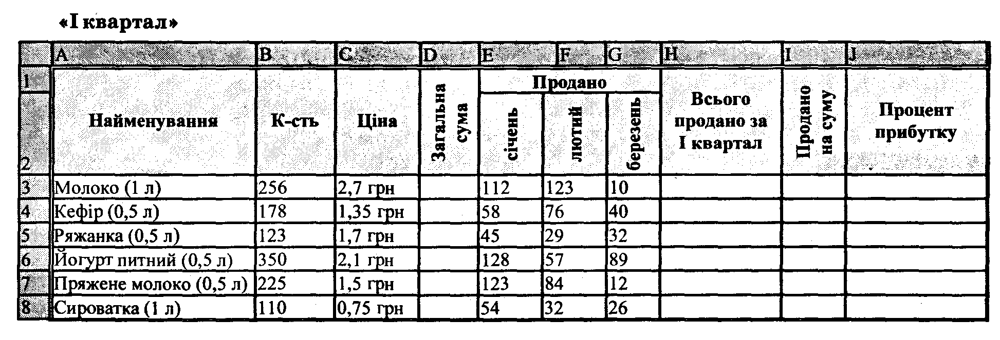 «І квартал»
A B C D E F G H I J
1 Найменування К-сть Ціна Загальна сума Продано Всього продано за І квартал Продано на суму Процент прибутку
2 січень лютий березень
3 Молоко (1 л) 256 2,7 грн 112 123 10
4 Кефір (0,5 л) 178 1,35 грн 58 76 40
5 Ряжанка (0,5 л) 123 1,7 грн 45 29 32
6 Йогурт питний (0,5 л) 350 2,1 грн 128 57 89
7 Пряжене молоко (0,5 л) 225 1,5 грн 123 84 12
8 Сироватка (1 л) 110 0,75 грн 54 32 26